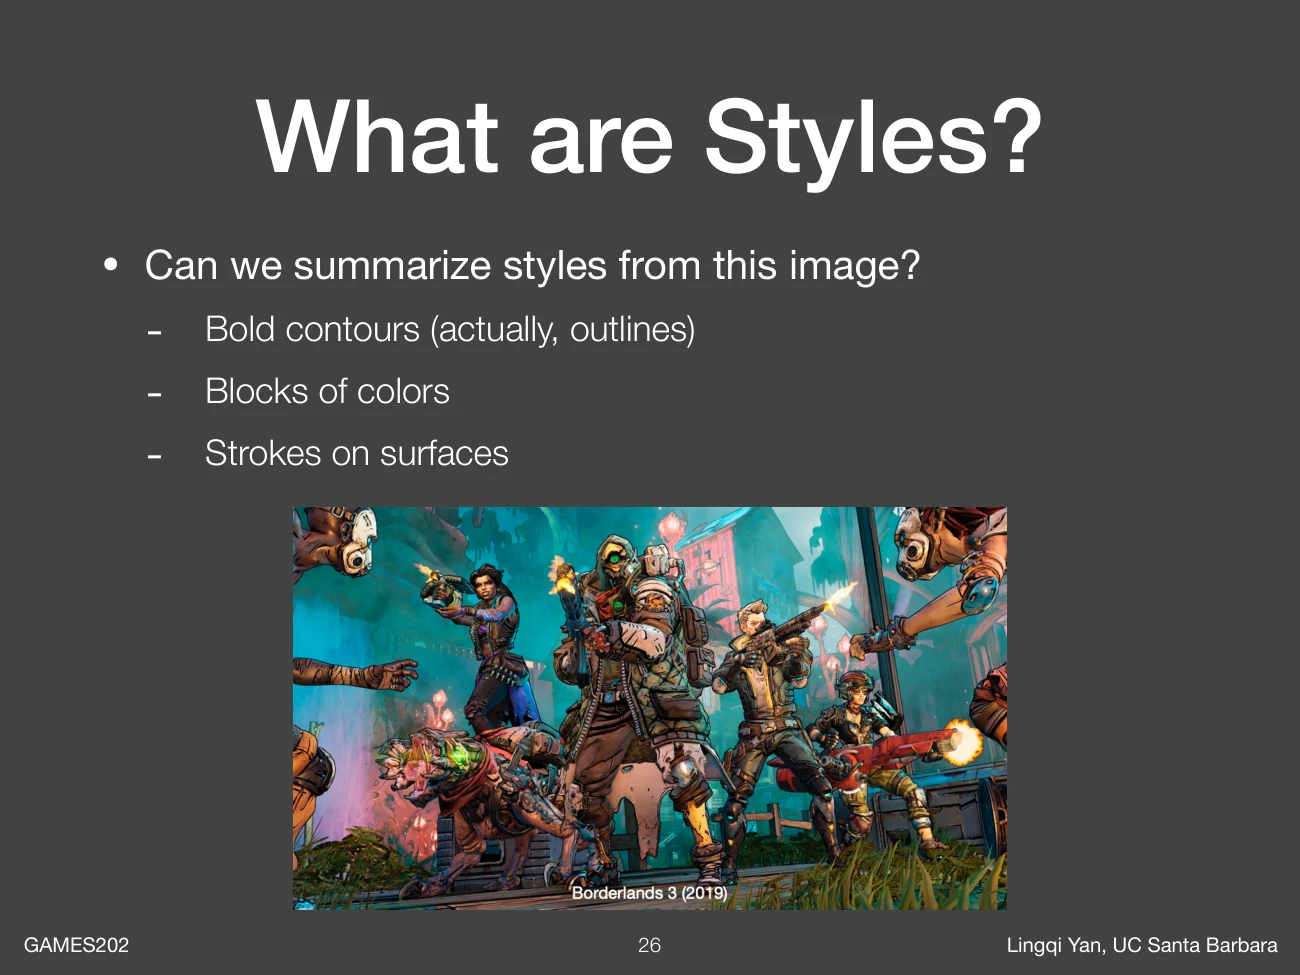 What are Styles?
• Can we summarize styles from this image?
- Bold contours (actually, outlines)
- Blocks of colors
- Strokes on surfaces
Borderlands 3 (2019)
GAMES202
26
Lingqi Yan, UC Santa Barbara